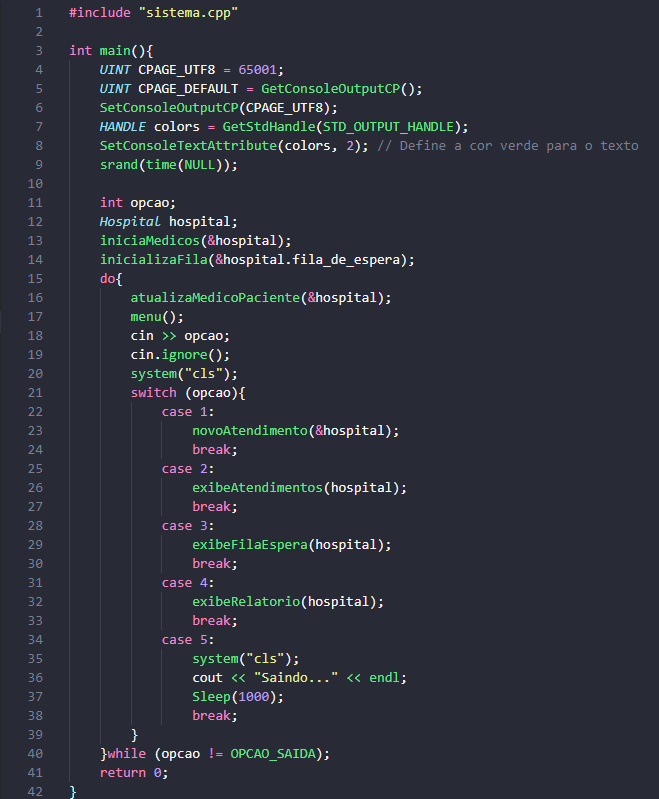 1 #include "sistema.cpp"
2
3 int main(){
4     UINT CPAGE_UTF8 = 65001;
5     UINT CPAGE_DEFAULT = GetConsoleOutputCP();
6     SetConsoleOutputCP(CPAGE_UTF8);
7     HANDLE colors = GetStdHandle(STD_OUTPUT_HANDLE);
8     SetConsoleTextAttribute(colors, 2); // Define a cor verde para o texto
9     srand(time(NULL));
10
11     int opcao;
12     Hospital hospital;
13     iniciaMedicos(&hospital);
14     inicializaFila(&hospital.fila_de_espera);
15     do{
16         atualizaMedicoPaciente(&hospital);
17         menu();
18         cin >> opcao;
19         cin.ignore();
20         system("cls");
21         switch (opcao){
22             case 1:
23                 novoAtendimento(&hospital);
24                 break;
25             case 2:
26                 exibeAtendimentos(hospital);
27                 break;
28             case 3:
29                 exibeFilaEspera(hospital);
30                 break;
31             case 4:
32                 exibeRelatorio(hospital);
33                 break;
34             case 5:
35                 system("cls");
36                 cout << "Saindo..." << endl;
37                 Sleep(1000);
38                 break;
39         }
40     }while (opcao != OPCAO_SAIDA);
41     return 0;
42 }